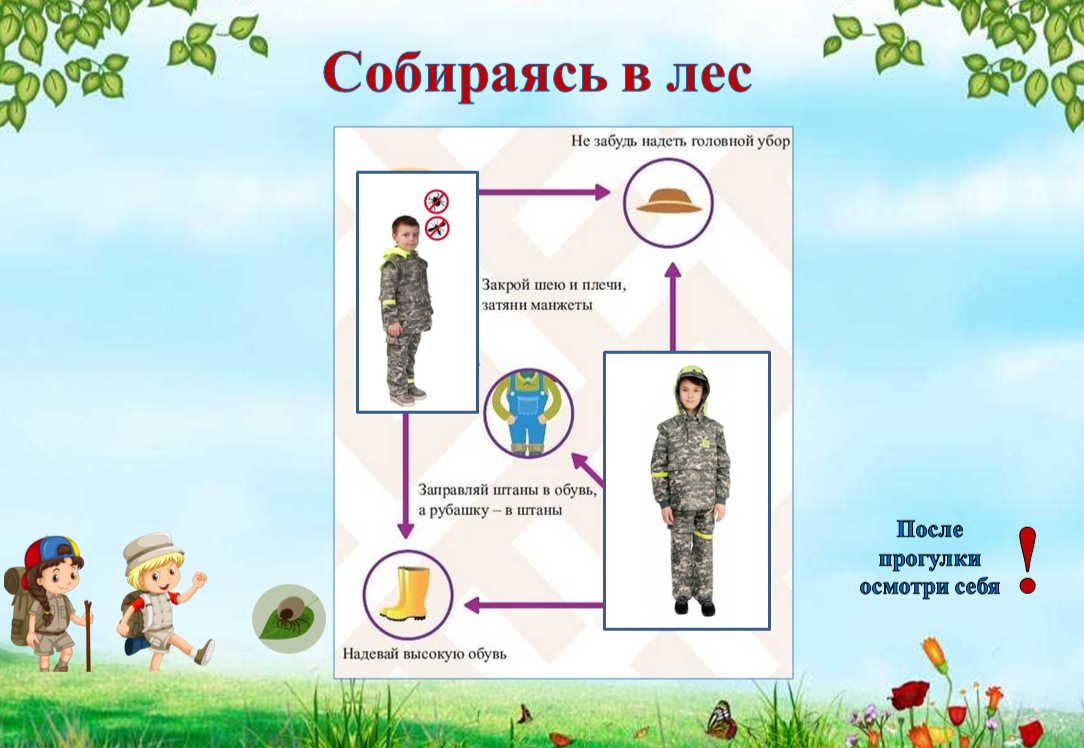 Собираясь в лес
Не забудь надеть головной убор
Закрой шею и плечи,
затяни манжеты
Заправляй штаны в обувь,
а рубашку – в штаны
Надевай высокую обувь
После
прогулки
осмотри себя
!